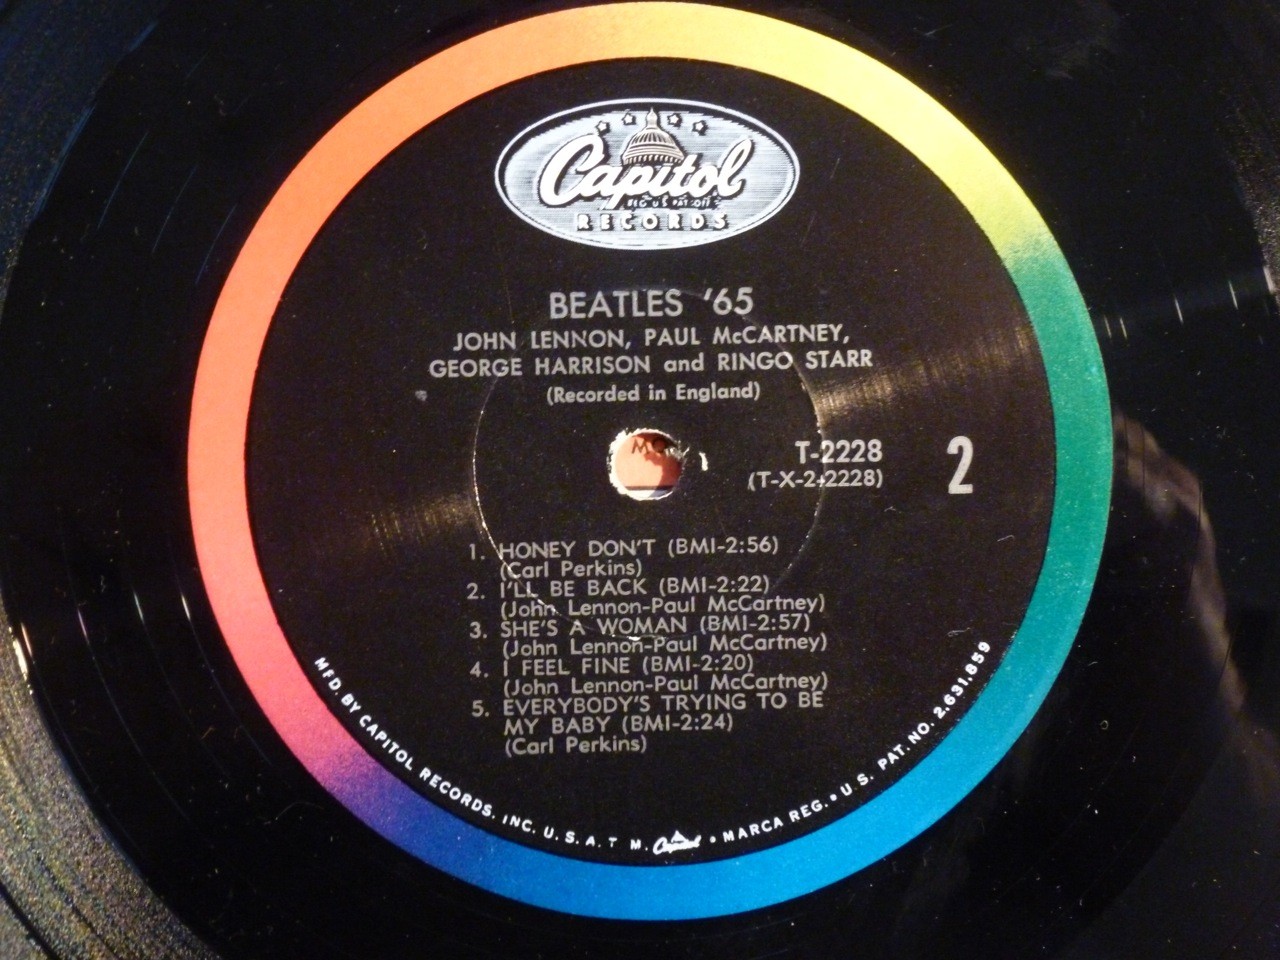 Capitol
REG. U.S. PAT. OFF.
RECORDS
BEATLES '65
JOHN LENNON, PAUL McCARTNEY,
GEORGE HARRISON and RINGO STARR
(Recorded in England)
T-2228
(T-X-2-2228)
2
1. HONEY DON'T (BMI-2:56)
(Carl Perkins)
2. I'LL BE BACK (BMI-2:22)
(John Lennon-Paul McCartney)
3. SHE'S A WOMAN (BMI-2:57)
(John Lennon-Paul McCartney)
4. I FEEL FINE (BMI-2:20)
(John Lennon-Paul McCartney)
5. EVERYBODY'S TRYING TO BE
MY BABY (BMI-2:24)
(Carl Perkins)
MFD. BY CAPITOL RECORDS, INC. U.S.A. T.M. Capitol • MARCA REG. • U.S. PAT. NO. 2,631,859